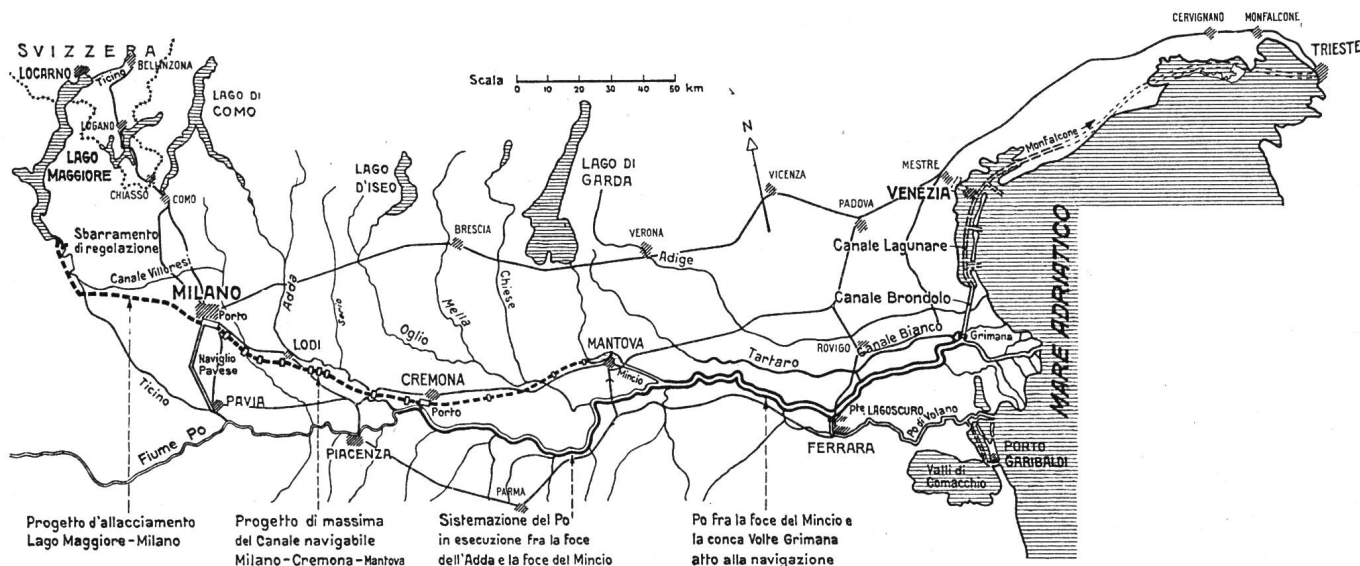 SVIZZERA
LOCARNO
Ticino
BELLINZONA
LUGANO
LAGO
MAGGIORE
CHIASSO
COMO
LAGO DI
COMO
Scala 0 10 20 30 40 50 km
N
CERVIGNANO
MONFALCONE
TRIESTE
Monfalcone
LAGO
D'ISEO
LAGO DI
GARDA
VICENZA
MESTRE
VENEZIA
PADOVA
BRESCIA
VERONA
Adige
Canale Lagunare
Sbarramento
di regolazione
Canale Villoresi
MILANO
Porto
Adda
Serio
Oglio
Mella
Chiese
Canale Brondolo
MARE ADRIATICO
Naviglio
Pavese
LODI
CREMONA
Porto
MANTOVA
Mincio
Tartaro
ROVIGO
Canale Bianco
Grimana
Ticino
PAVIA
Fiume Po
PIACENZA
PARMA
Pte LAGOSCURO
FERRARA
Po di Volano
PORTO
GARIBALDI
Valli di
Comacchio
Progetto d'allacciamento
Lago Maggiore-Milano
Progetto di massima
del Canale navigabile
Milano-Cremona-Mantova
Sistemazione del Po
in esecuzione fra la foce
dell'Adda e la foce del Mincio
Po fra la foce del Mincio e
la conca Volte Grimana
atto alla navigazione